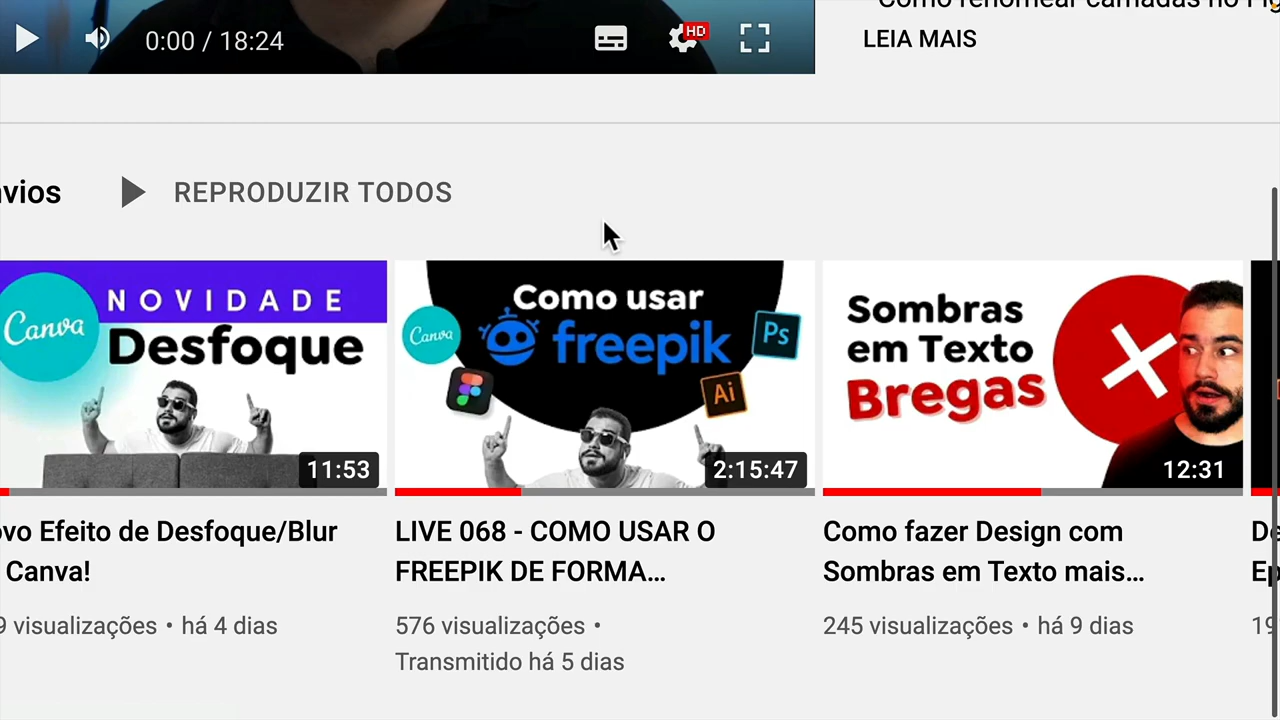 LEIA MAIS
0:00 / 18:24
HD
REPRODUZIR TODOS
Canva
NOVIDADE
Desfoque
11:53
Como usar
freepik
Canva
Ps
Ai
2:15:47
Sombras
em Texto
Bregas
12:31
Efeito de Desfoque/Blur
Canva!
visualizações • há 4 dias
LIVE 068 - COMO USAR O
FREEPIK DE FORMA...
576 visualizações •
Transmitido há 5 dias
Como fazer Design com
Sombras em Texto mais...
245 visualizações • há 9 dias